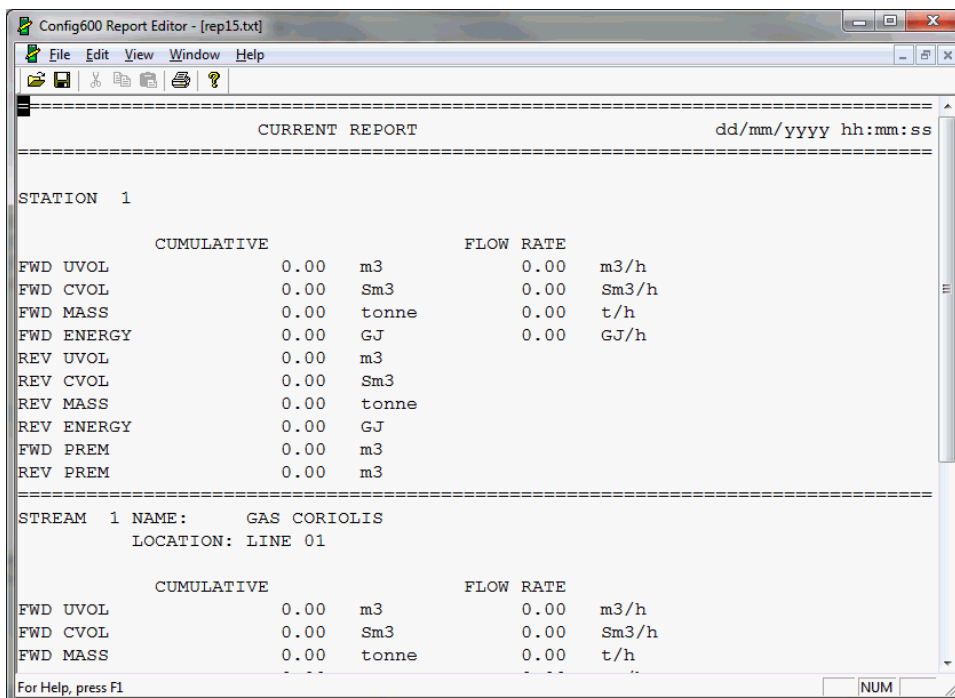 Config600 Report Editor - [rep15.txt]
File Edit View Window Help
================================================================================
CURRENT REPORT dd/mm/yyyy hh:mm:ss
================================================================================
STATION 1
CUMULATIVE FLOW RATE
FWD UVOL 0.00 m3 0.00 m3/h
FWD CVOL 0.00 Sm3 0.00 Sm3/h
FWD MASS 0.00 tonne 0.00 t/h
FWD ENERGY 0.00 GJ 0.00 GJ/h
REV UVOL 0.00 m3
REV CVOL 0.00 Sm3
REV MASS 0.00 tonne
REV ENERGY 0.00 GJ
FWD PREM 0.00 m3
REV PREM 0.00 m3
================================================================================
STREAM 1 NAME: GAS CORIOLIS
LOCATION: LINE 01
CUMULATIVE FLOW RATE
FWD UVOL 0.00 m3 0.00 m3/h
FWD CVOL 0.00 Sm3 0.00 Sm3/h
FWD MASS 0.00 tonne 0.00 t/h
For Help, press F1 NUM